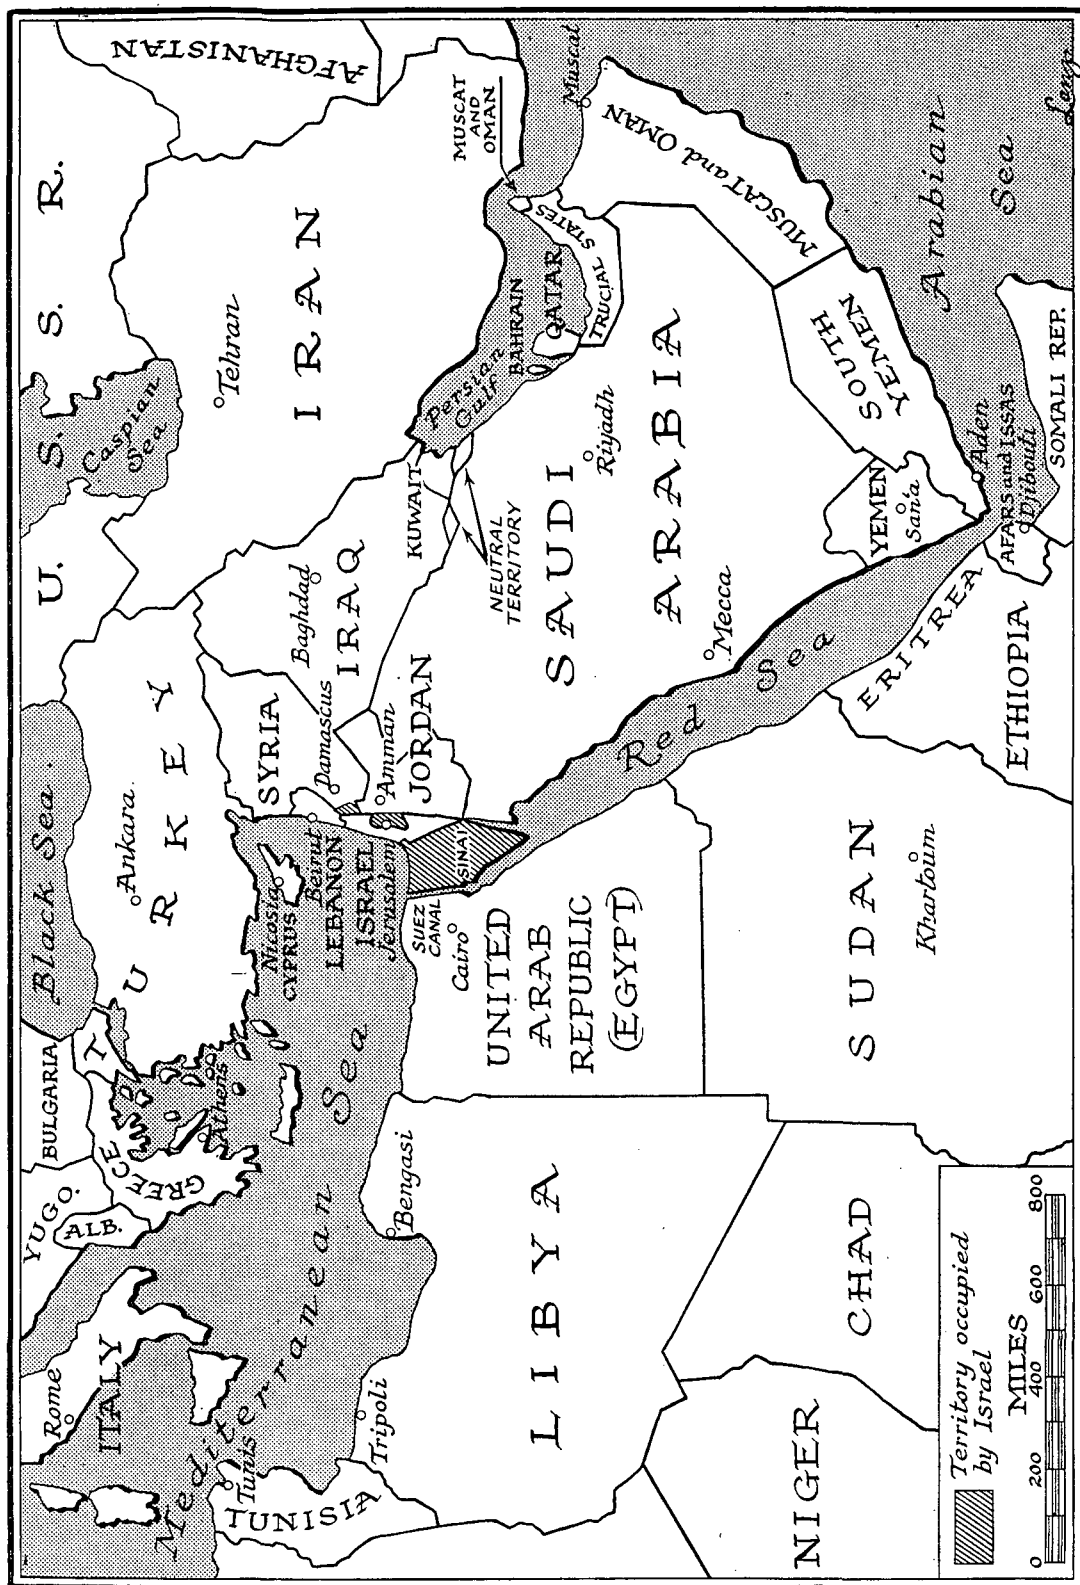 YUGO.
BULGARIA
Black Sea
U. S. S. R.
Caspian
Sea
AFGHANISTAN
Rome
ITALY
ALB.
GREECE
T
Athens
TURKEY
Ankara
Tehran
IRAN
Mediterranean Sea
Nicosia
CYPRUS
SYRIA
Damascus
Beirut
LEBANON
ISRAEL
Jerusalem
Amman
JORDAN
Baghdad
IRAQ
KUWAIT
NEUTRAL
TERRITORY
Persian
Gulf
BAHRAIN
QATAR
TRUCIAL STATES
MUSCAT
AND
OMAN
Muscat
MUSCAT and OMAN
Tunis
TUNISIA
Tripoli
Bengasi
LIBYA
SUEZ
CANAL
SINAI
Cairo
UNITED
ARAB
REPUBLIC
(EGYPT)
SAUDI
ARABIA
Riyadh
Mecca
Red Sea
NIGER
CHAD
SUDAN
Khartoum
ERITREA
ETHIOPIA
YEMEN
San'a
SOUTH
YEMEN
Aden
AFARS and ISSAS
Djibouti
SOMALI REP.
Arabian
Sea
Territory occupied
by Israel
MILES
0 200 400 600 800